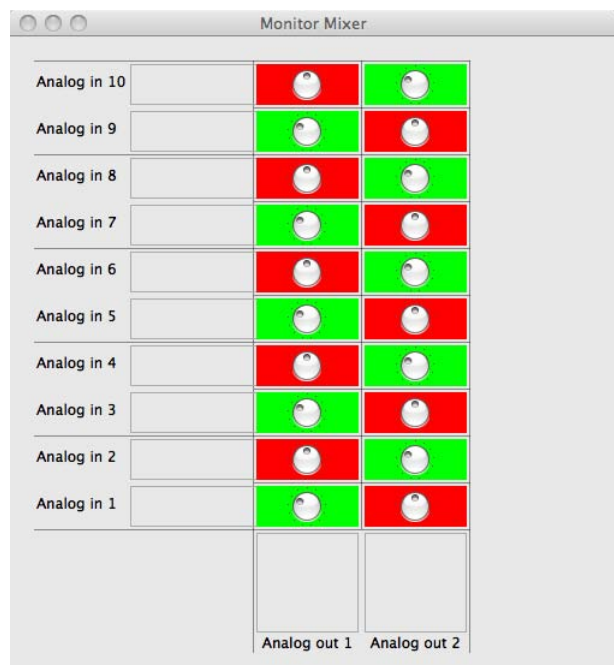 Monitor Mixer
Analog in 10
Analog in 9
Analog in 8
Analog in 7
Analog in 6
Analog in 5
Analog in 4
Analog in 3
Analog in 2
Analog in 1
Analog out 1 Analog out 2